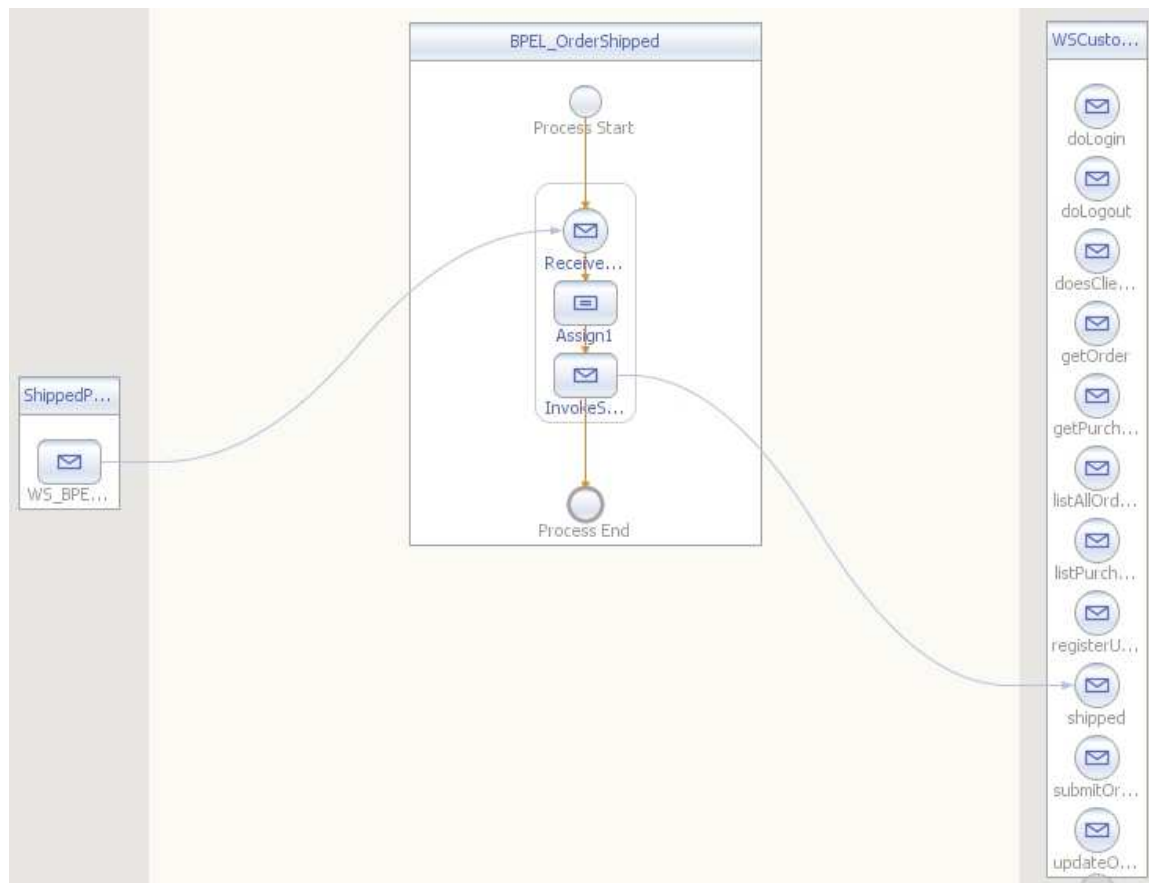 BPEL_OrderShipped
Process Start
Receive...
Assign1
InvokeS...
Process End
ShippedP...
WS_BPE...
WSCusto...
doLogin
doLogout
doesClie...
getOrder
getPurch...
listAllOrd...
listPurch...
registerU...
shipped
submitOr...
updateO...